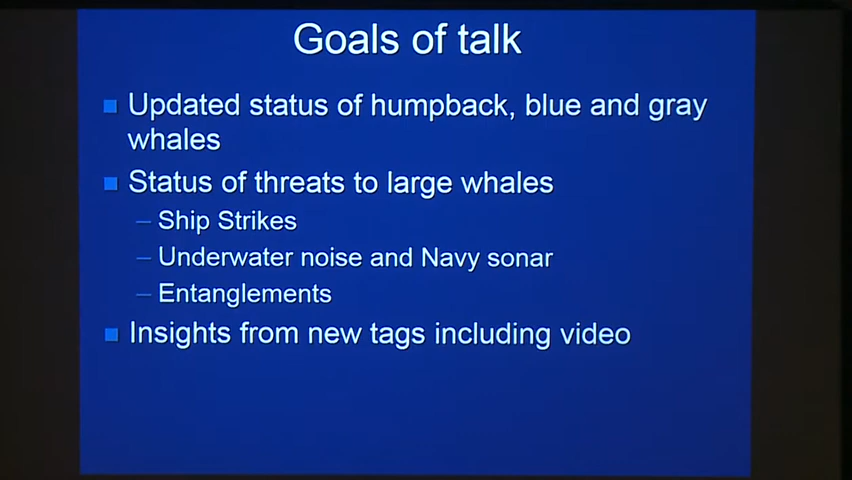 Goals of talk
Updated status of humpback, blue and gray
whales
Status of threats to large whales
– Ship Strikes
– Underwater noise and Navy sonar
– Entanglements
Insights from new tags including video